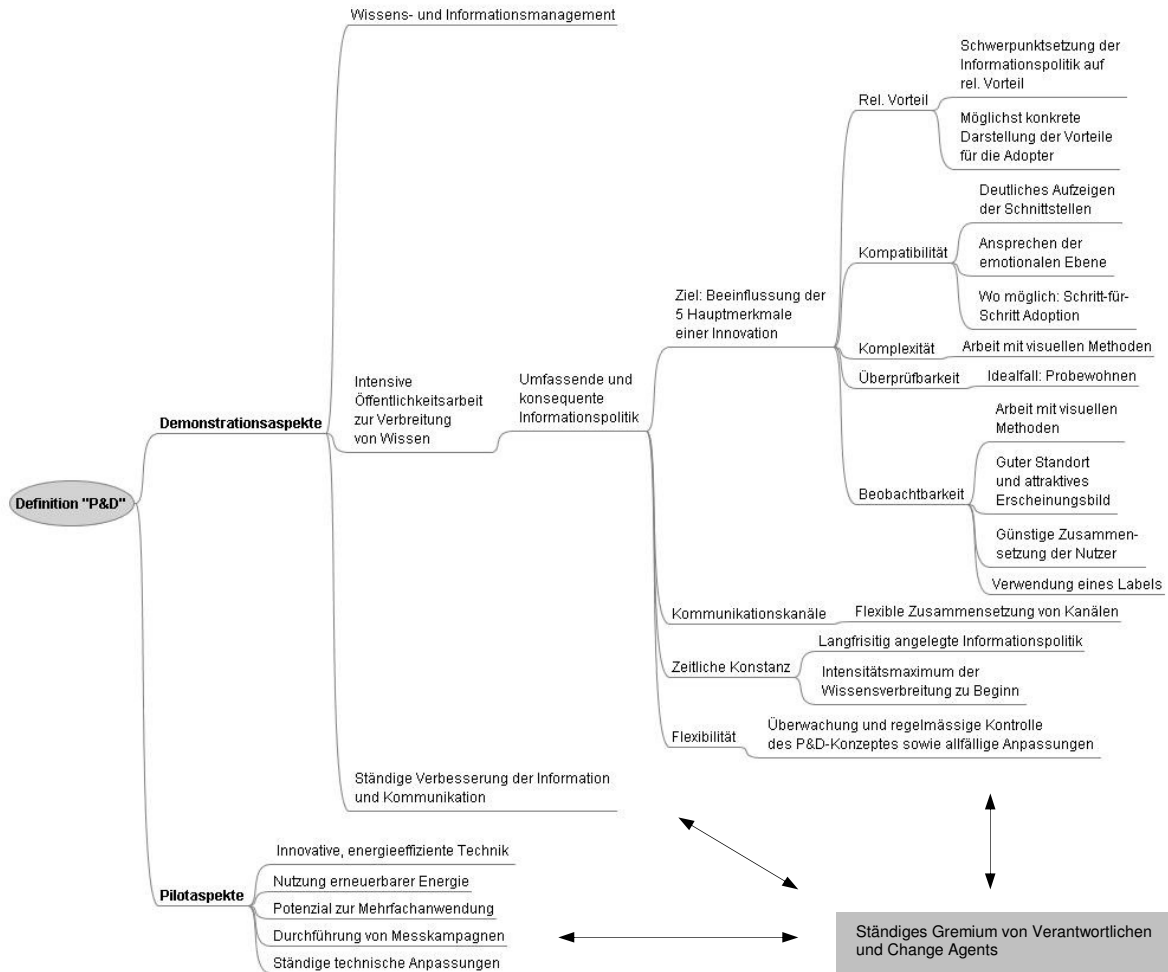 Definition "P&D"
Demonstrationsaspekte
Wissens- und Informationsmanagement
Intensive
Öffentlichkeitsarbeit
zur Verbreitung
von Wissen
Umfassende und
konsequente
Informationspolitik
Ziel: Beeinflussung der
5 Hauptmerkmale
einer Innovation
Rel. Vorteil
Schwerpunktsetzung der
Informationspolitik auf
rel. Vorteil
Möglichst konkrete
Darstellung der Vorteile
für die Adopter
Kompatibilität
Deutliches Aufzeigen
der Schnittstellen
Ansprechen der
emotionalen Ebene
Wo möglich: Schritt-für-
Schritt Adoption
Komplexität
Arbeit mit visuellen Methoden
Überprüfbarkeit
Idealfall: Probewohnen
Beobachtbarkeit
Arbeit mit visuellen
Methoden
Guter Standort
und attraktives
Erscheinungsbild
Günstige Zusammen-
setzung der Nutzer
Verwendung eines Labels
Kommunikationskanäle
Flexible Zusammensetzung von Kanälen
Zeitliche Konstanz
Langfrisitig angelegte Informationspolitik
Intensitätsmaximum der
Wissensverbreitung zu Beginn
Flexibilität
Überwachung und regelmässige Kontrolle
des P&D-Konzeptes sowie allfällige Anpassungen
Ständige Verbesserung der Information
und Kommunikation
Pilotaspekte
Innovative, energieeffiziente Technik
Nutzung erneuerbarer Energie
Potenzial zur Mehrfachanwendung
Durchführung von Messkampagnen
Ständige technische Anpassungen
Ständiges Gremium von Verantwortlichen
und Change Agents